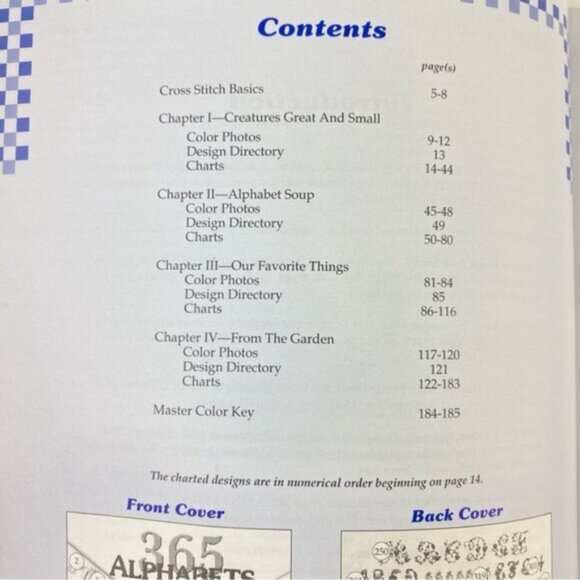 Contents
page(s)
Cross Stitch Basics 5-8
Chapter I—Creatures Great And Small
Color Photos 9-12
Design Directory 13
Charts 14-44
Chapter II—Alphabet Soup
Color Photos 45-48
Design Directory 49
Charts 50-80
Chapter III—Our Favorite Things
Color Photos 81-84
Design Directory 85
Charts 86-116
Chapter IV—From The Garden
Color Photos 117-120
Design Directory 121
Charts 122-183
Master Color Key 184-185
The charted designs are in numerical order beginning on page 14.
Front Cover Back Cover
365
ALPHABETS
2
250